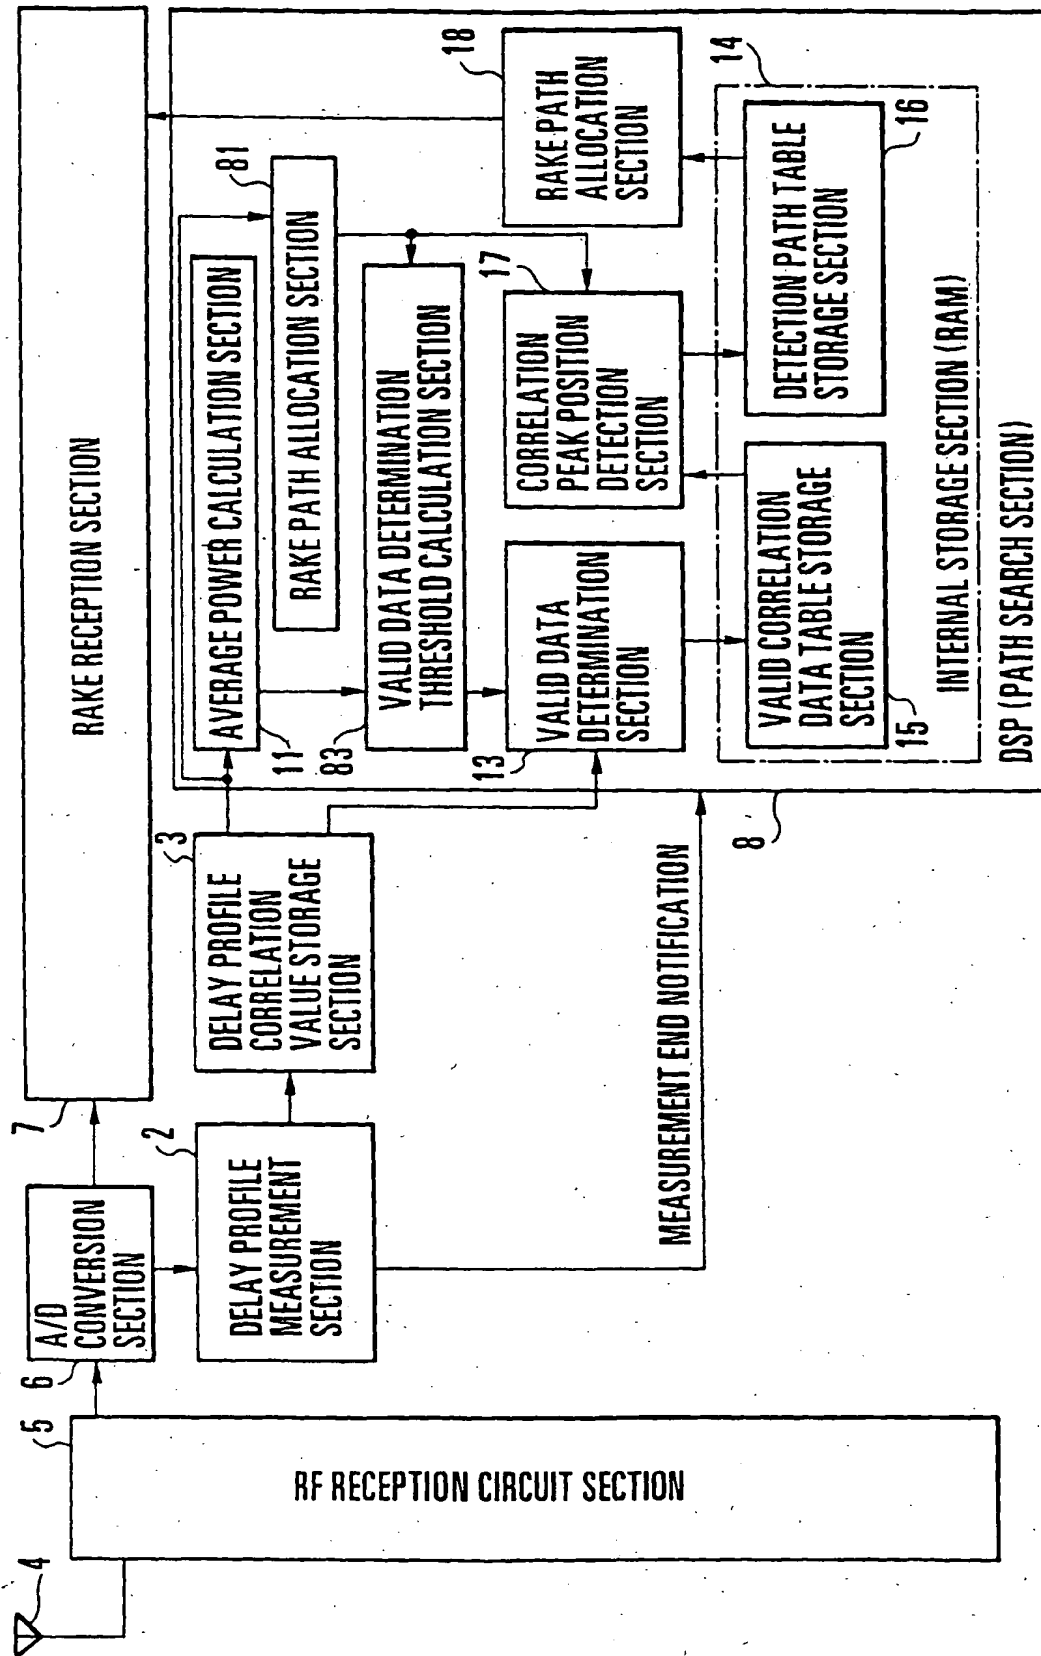 4
5
RF RECEPTION CIRCUIT SECTION
6
A/D
CONVERSION
SECTION
7
RAKE RECEPTION SECTION
2
DELAY PROFILE
MEASUREMENT
SECTION
3
DELAY PROFILE
CORRELATION
VALUE STORAGE
SECTION
MEASUREMENT END NOTIFICATION
8
AVERAGE POWER CALCULATION SECTION
11
RAKE PATH ALLOCATION SECTION
81
VALID DATA DETERMINATION
THRESHOLD CALCULATION SECTION
83
VALID DATA
DETERMINATION
SECTION
13
CORRELATION
PEAK POSITION
DETECTION
SECTION
17
RAKE PATH
ALLOCATION
SECTION
18
14
VALID CORRELATION
DATA TABLE STORAGE
SECTION
15
DETECTION PATH TABLE
STORAGE SECTION
16
INTERNAL STORAGE SECTION (RAM)
DSP (PATH SEARCH SECTION)